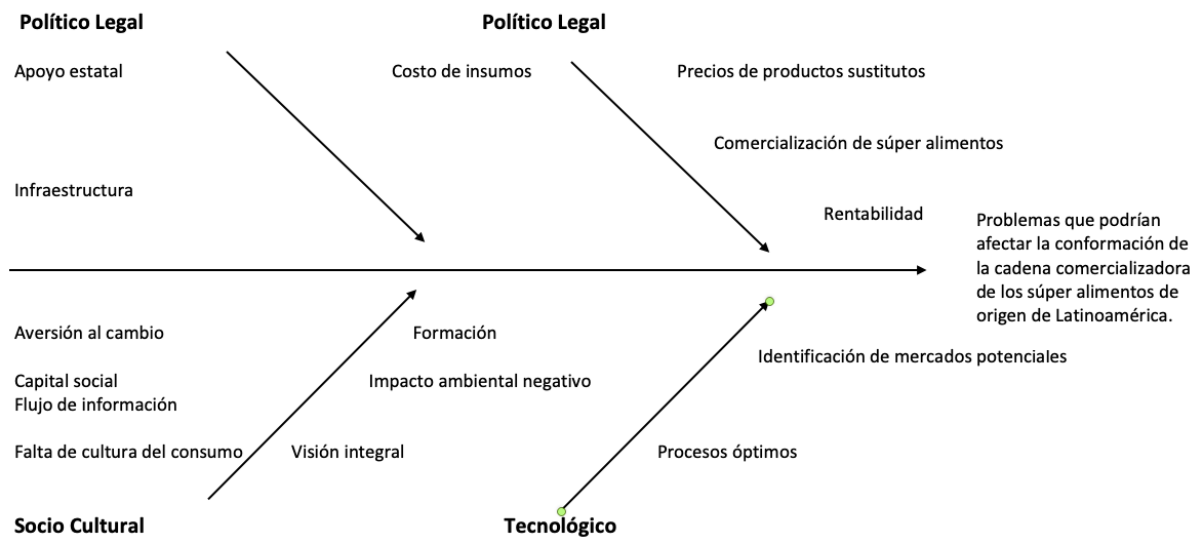 Político Legal
Político Legal
Apoyo estatal
Costo de insumos
Precios de productos sustitutos
Comercialización de súper alimentos
Infraestructura
Rentabilidad
Problemas que podrían
afectar la conformación de
la cadena comercializadora
de los súper alimentos de
origen de Latinoamérica.
Aversión al cambio
Formación
Identificación de mercados potenciales
Capital social
Impacto ambiental negativo
Flujo de información
Falta de cultura del consumo
Visión integral
Procesos óptimos
Socio Cultural
Tecnológico